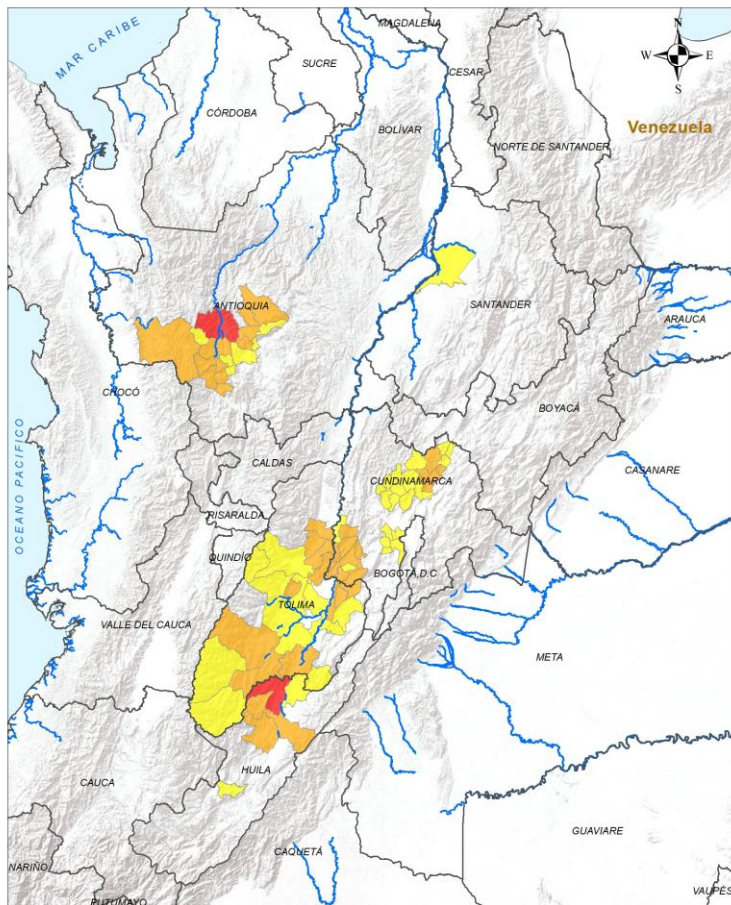 MAGDALENA
N
MAR CARIBE
SUCRE
W E
CESAR
S
CÓRDOBA
BOLÍVAR
Venezuela
NORTE DE SANTANDER
ANTIOQUIA
SANTANDER
ARAUCA
CHOCÓ
BOYACÁ
OCEANO PACIFICO
CALDAS
CUNDINAMARCA
CASANARE
RISARALDA
QUINDÍO
BOGOTÁ, D.C
TOLIMA
VALLE DEL CAUCA
META
HUILA
CAUCA
GUAVIARE
CAQUETÁ
NARIÑO
PUTUMAYO
VAUPÉS